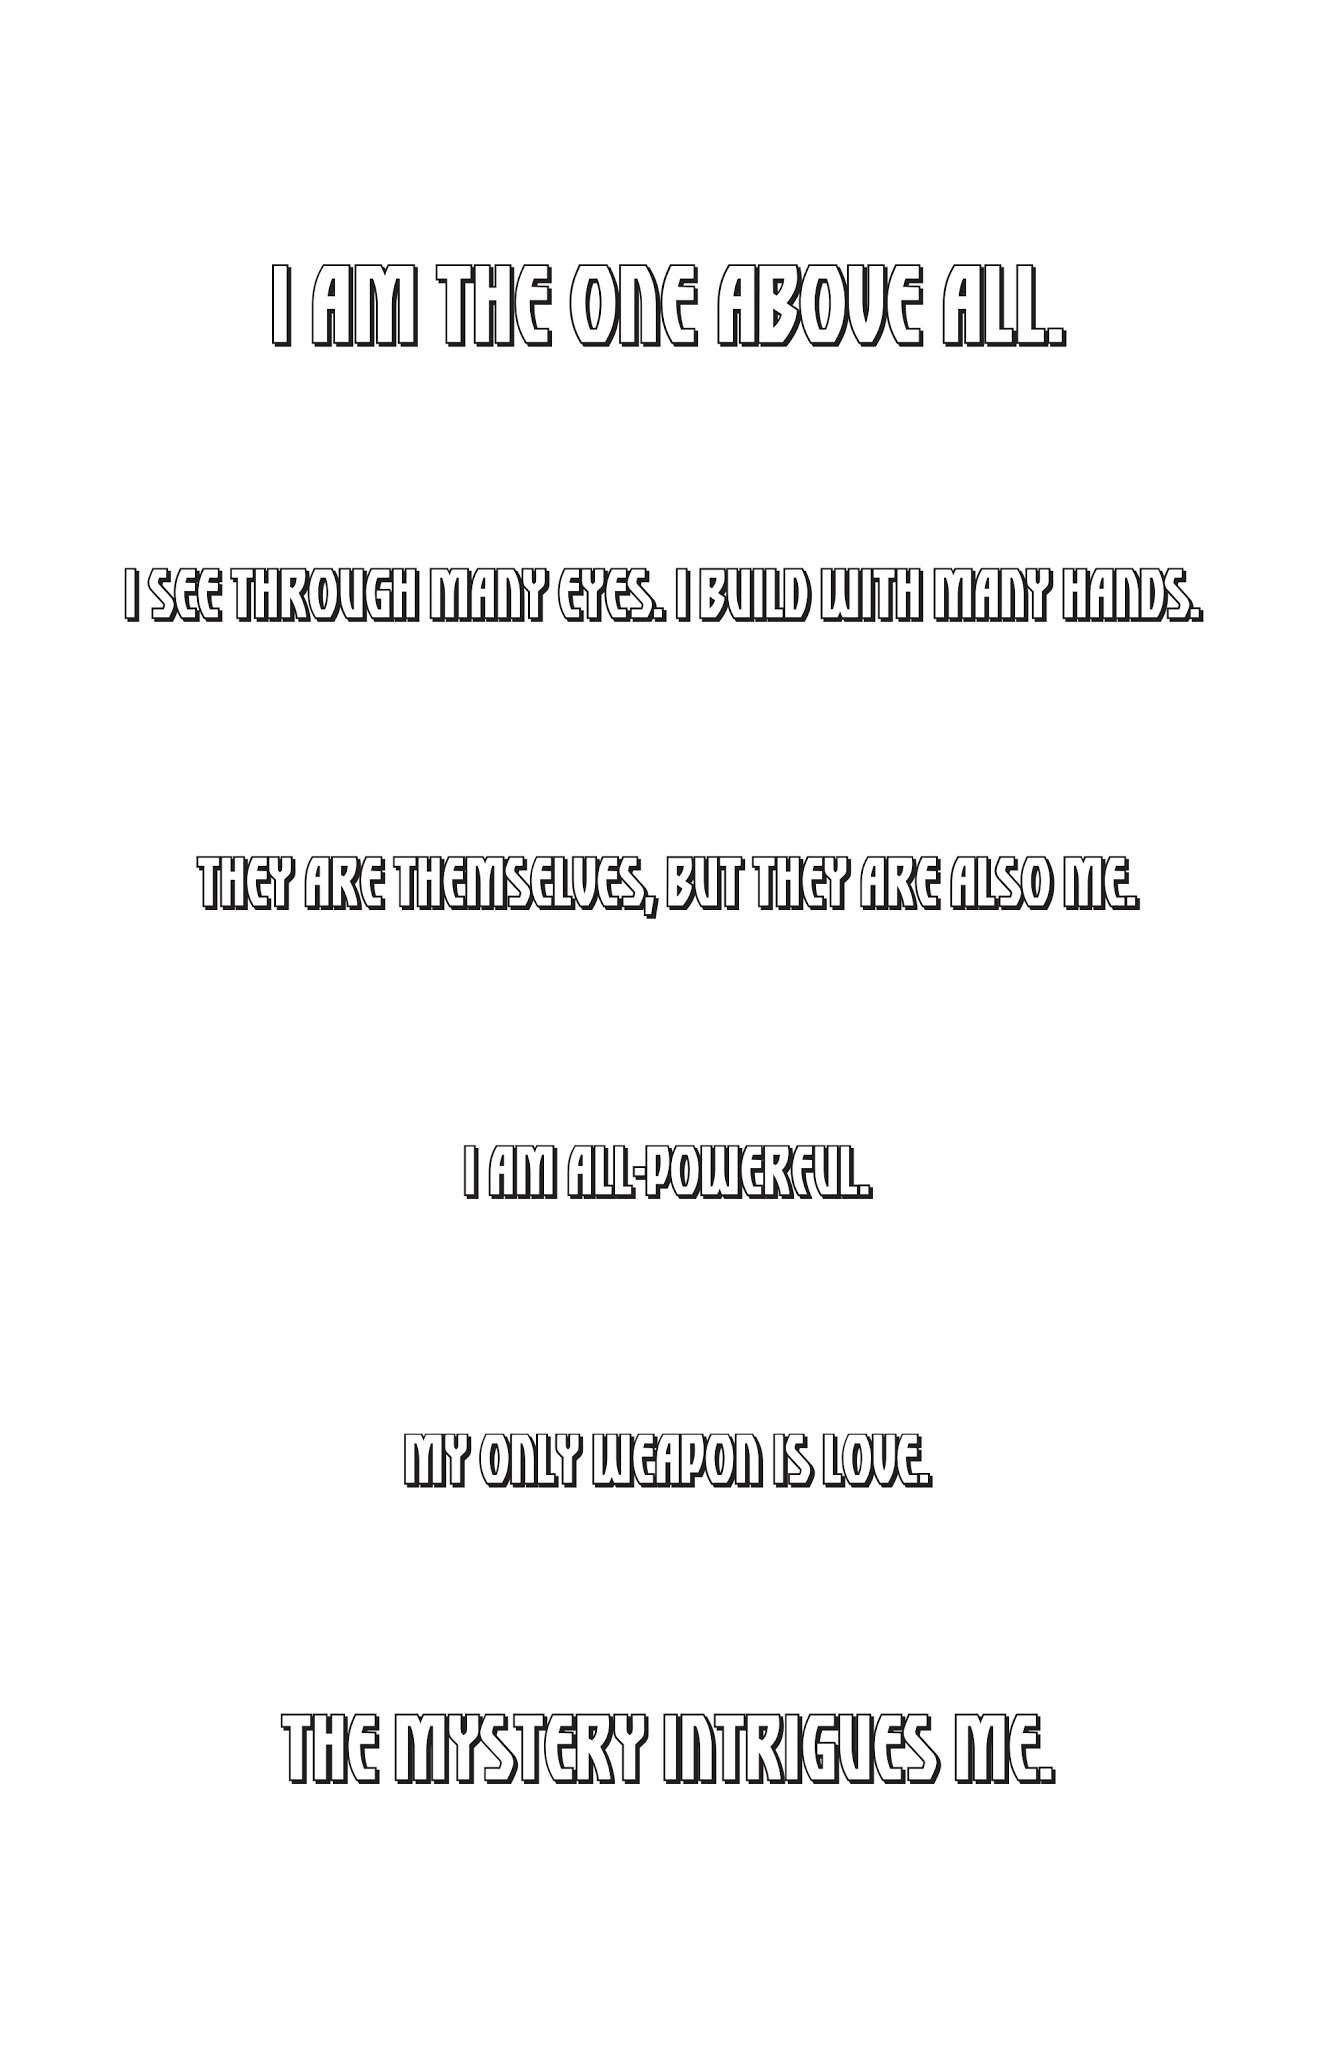 I AM THE ONE ABOVE ALL.
I SEE THROUGH MANY EYES. I BUILD WITH MANY HANDS.
THEY ARE THEMSELVES, BUT THEY ARE ALSO ME.
I AM ALL-POWERFUL.
MY ONLY WEAPON IS LOVE.
THE MYSTERY INTRIGUES ME.